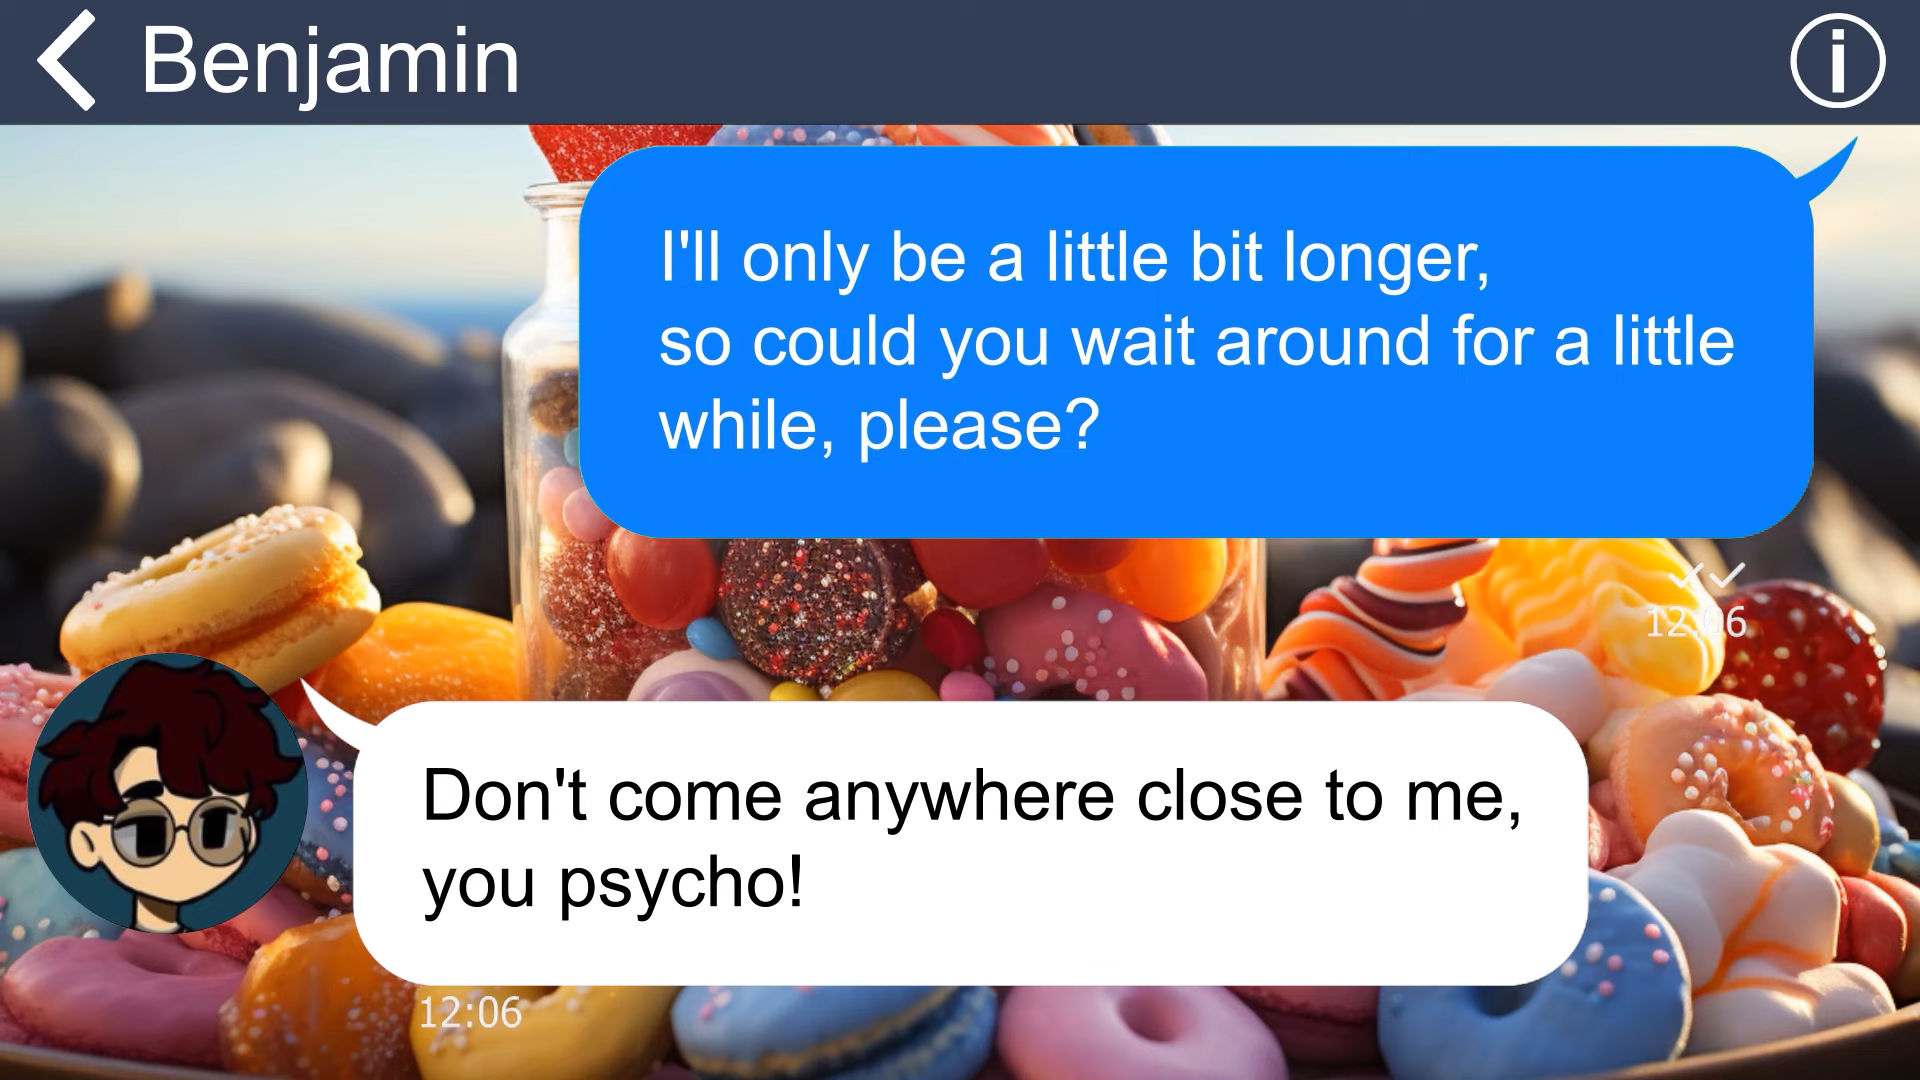 Benjamin
I'll only be a little bit longer,
so could you wait around for a little
while, please?
12:06
Don't come anywhere close to me,
you psycho!
12:06